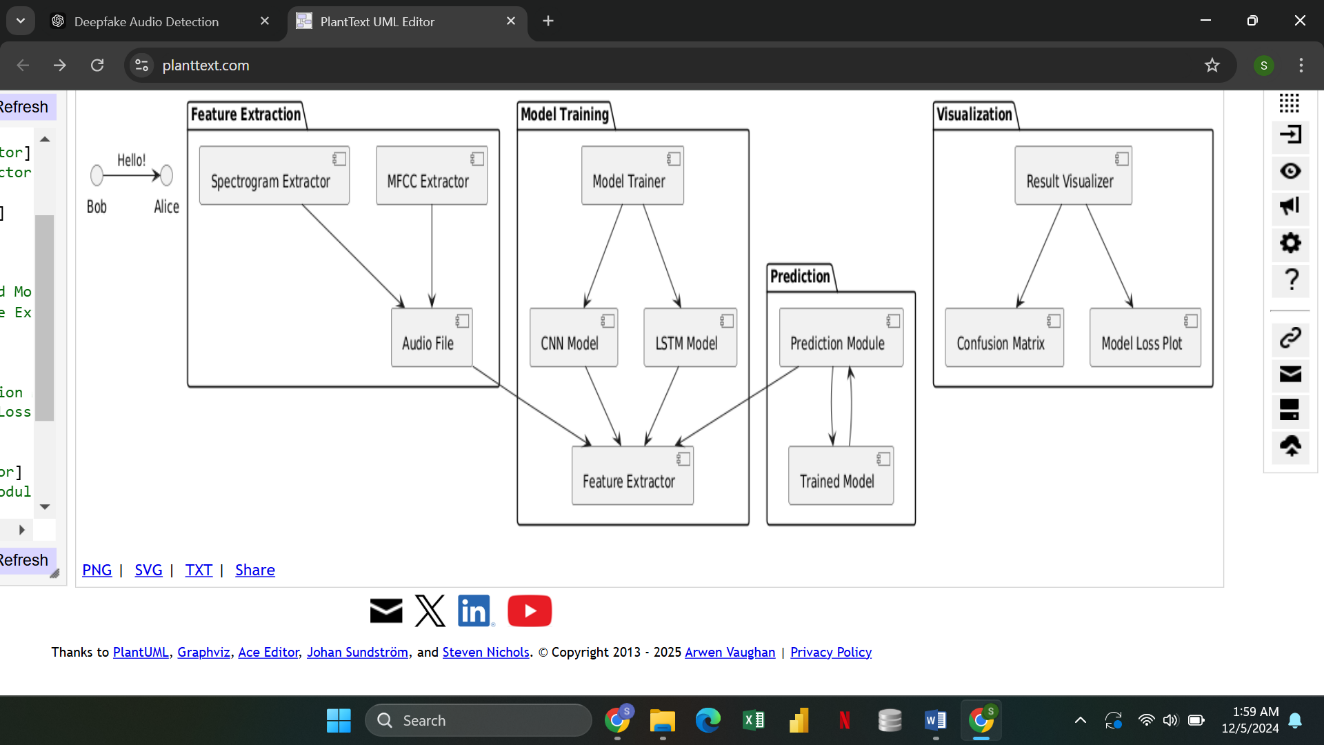 Deepfake Audio Detection
PlantText UML Editor
planttext.com
S
Refresh
tor]
ctor
]
d Mo
e Ex
ion
Loss
or]
odul
Refresh
Hello!
Bob
Alice
Feature Extraction
Spectrogram Extractor
MFCC Extractor
Audio File
Model Training
Model Trainer
CNN Model
LSTM Model
Feature Extractor
Prediction
Prediction Module
Trained Model
Visualization
Result Visualizer
Confusion Matrix
Model Loss Plot
PNG | SVG | TXT | Share
Thanks to PlantUML, Graphviz, Ace Editor, Johan Sundström, and Steven Nichols. © Copyright 2013 - 2025 Arwen Vaughan | Privacy Policy
Search
1:59 AM
12/5/2024